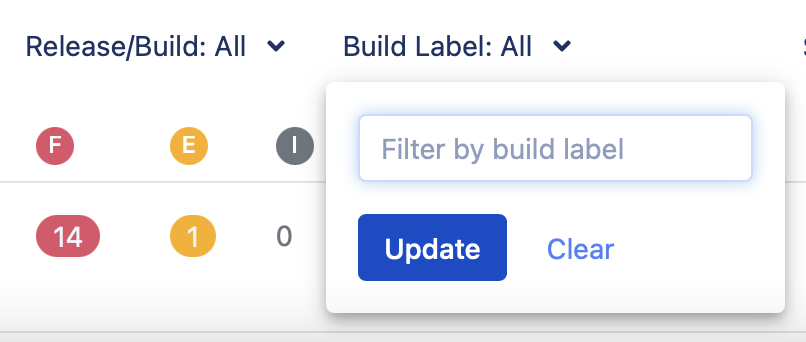 Release/Build: All
Build Label: All
F
E
I
Filter by build label
14
1
0
Update
Clear